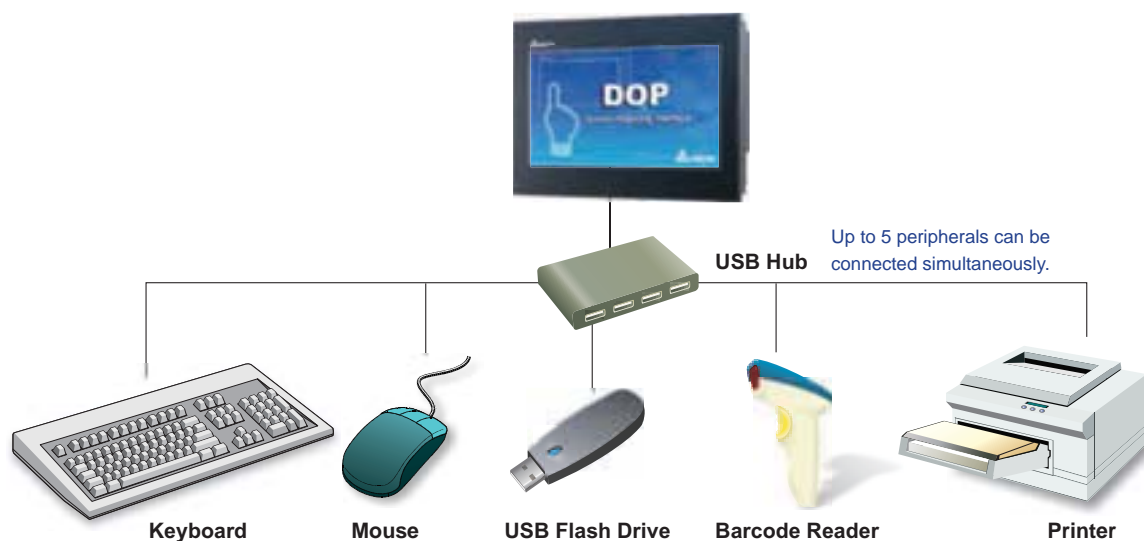 DOP
USB Hub
Up to 5 peripherals can be
connected simultaneously.
Keyboard
Mouse
USB Flash Drive
Barcode Reader
Printer